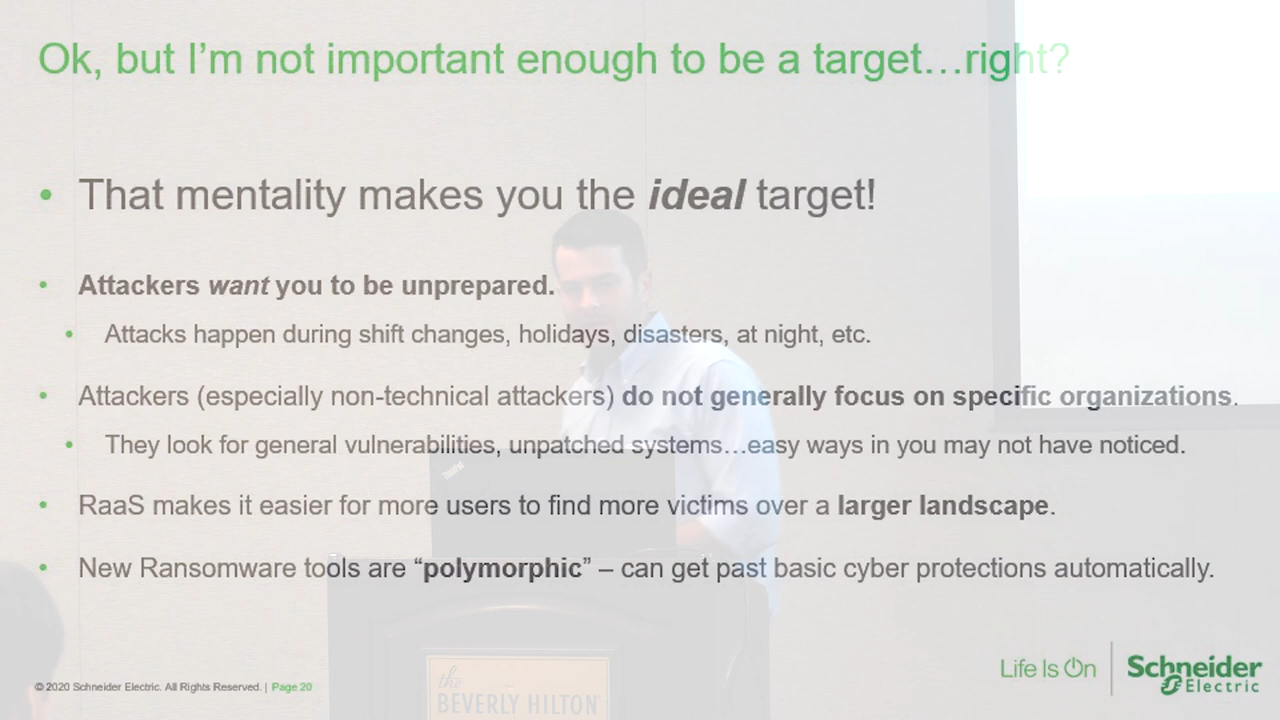 Ok, but I’m not important enough to be a target…right?
• That mentality makes you the ideal target!
• Attackers want you to be unprepared.
• Attacks happen during shift changes, holidays, disasters, at night, etc.
• Attackers (especially non-technical attackers) do not generally focus on specific organizations.
• They look for general vulnerabilities, unpatched systems…easy ways in you may not have noticed.
• RaaS makes it easier for more users to find more victims over a larger landscape.
• New Ransomware tools are “polymorphic” – can get past basic cyber protections automatically.
ThinkPad
the
BEVERLY HILTON
© 2020 Schneider Electric. All Rights Reserved. | Page 20
Life Is On
Schneider
Electric